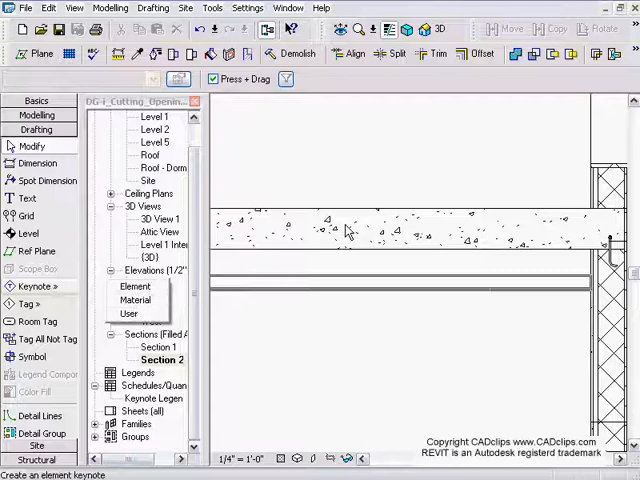 File Edit View Modelling Drafting Site Tools Settings Window Help
3D
Move Copy
Plane Demolish Align Split Trim Offset
Press + Drag
Basics
Modelling
Drafting
Modify
Dimension
Spot Dimension
Text
Grid
Level
Ref Plane
Scope Box
Keynote »
Tag »
Room Tag
Tag All Not Tag
Symbol
Legend Compor
Color Fill
Detail Lines
Detail Group
Site
Structural
DG-i_Cutting_Opening...
Level 1
Level 2
Level 5
Roof
Roof - Dorm
Site
Ceiling Plans
3D Views
3D View 1
Attic View
Level 1 Inter
{3D}
Elevations (1/2"
Element
Material
User
Sections (Filled A
Section 1
Section 2
Legends
Schedules/Quan
Keynote Legen
Sheets (all)
Families
Groups
1/4" = 1'-0"
Copyright CADclips www.CADclips.com
REVIT is an Autodesk registerd trademark
Create an element keynote